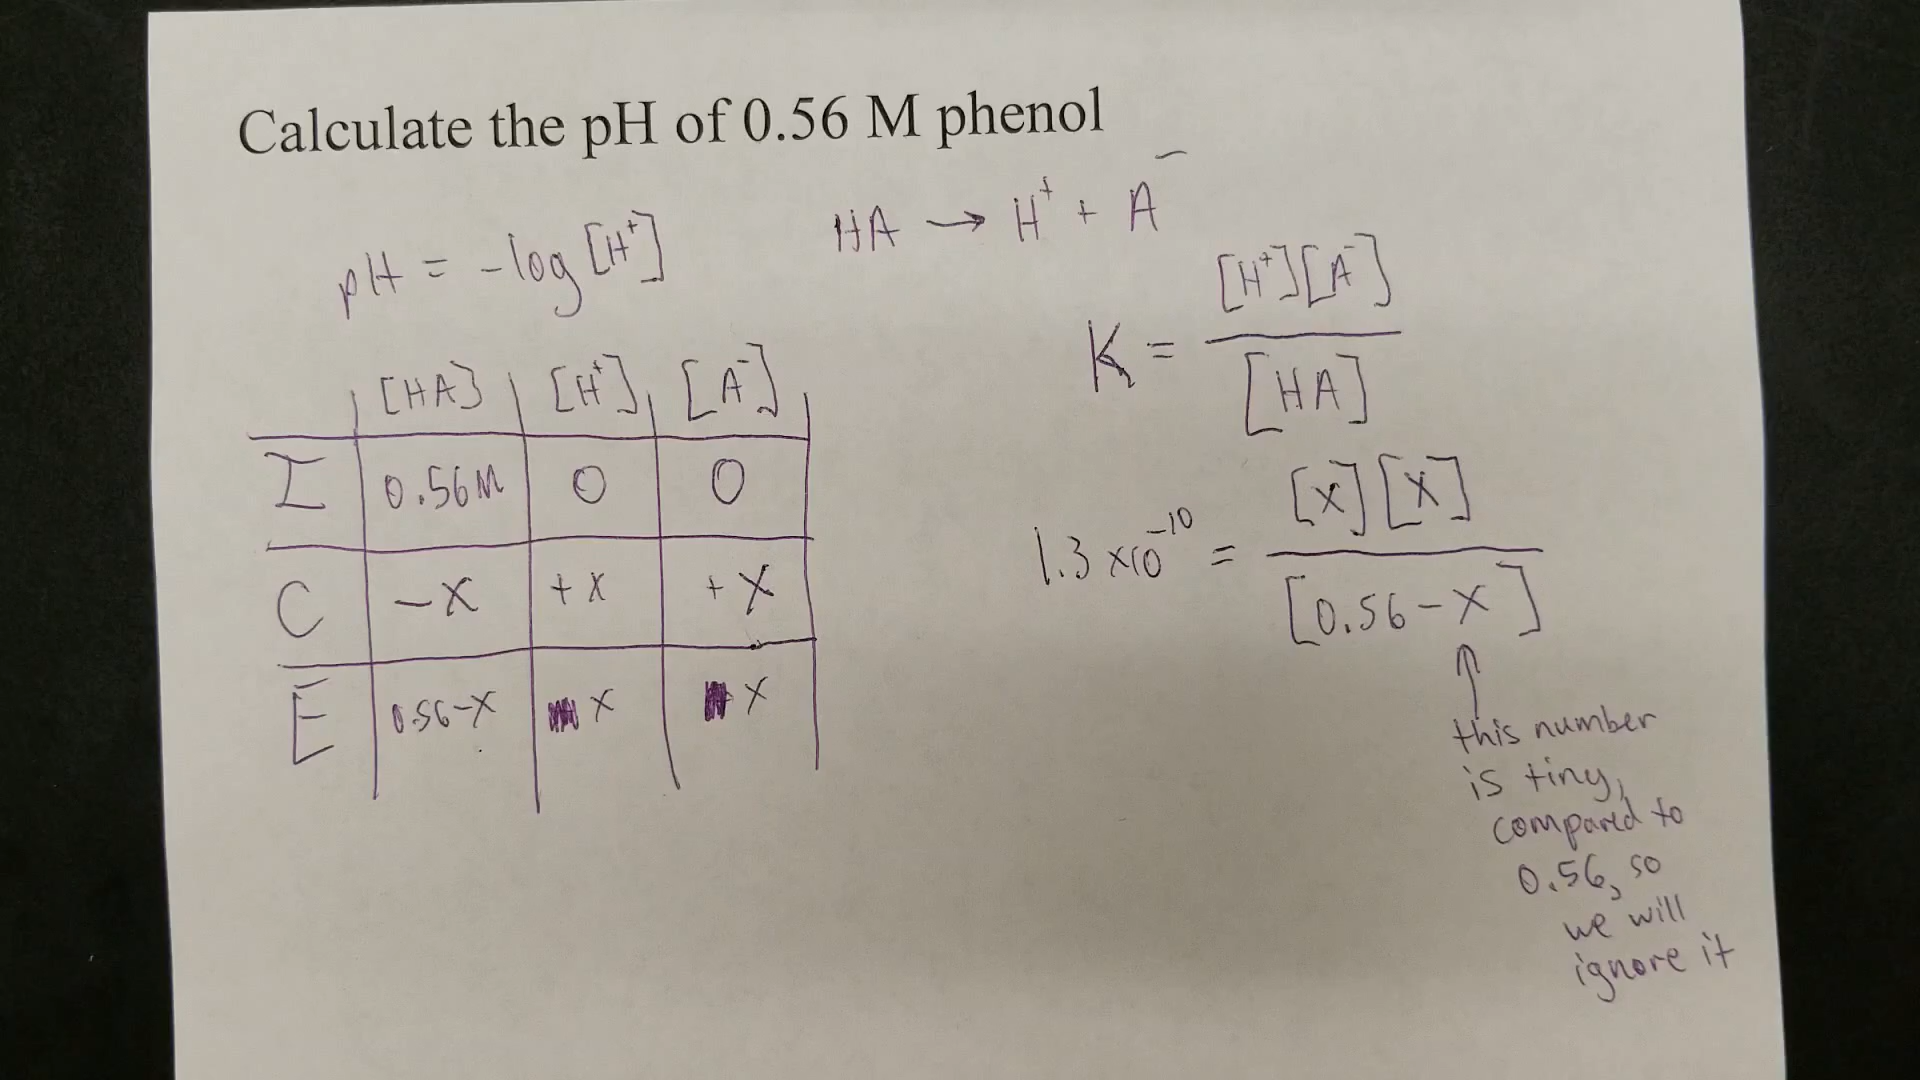 Calculate the pH of 0.56 M phenol
pH = -log [H⁺]
HA → H⁺ + A⁻
K = [H⁺][A⁻] / [HA]
[HA] [H⁺] [A⁻]
I 0.56M 0 0
C -X +X +X
E 0.56-X X X
1.3 x10⁻¹⁰ = [X][X] / [0.56-X]
↑
this number
is tiny,
compared to
0.56, so
we will
ignore it